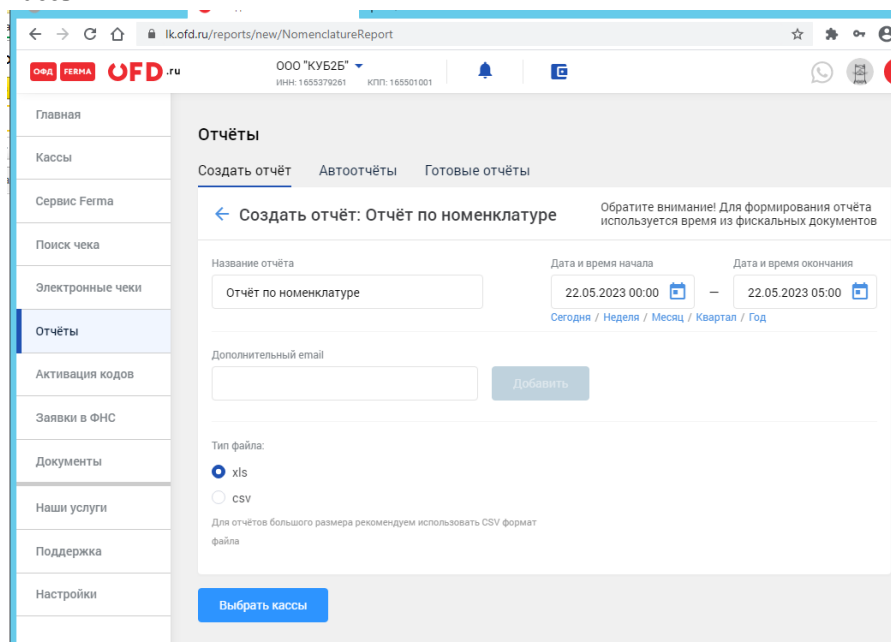 lk.ofd.ru/reports/new/NomenclatureReport
ОФД FERMA OFD.ru ООО "КУБ2Б"
ИНН: 1655379261 КПП: 165501001
Главная
Отчёты
Кассы
Создать отчёт Автоотчёты Готовые отчёты
Сервис Ferma
Создать отчёт: Отчёт по номенклатуре
Обратите внимание! Для формирования отчёта
используется время из фискальных документов
Поиск чека
Название отчёта Дата и время начала Дата и время окончания
Электронные чеки
Отчёт по номенклатуре 22.05.2023 00:00 — 22.05.2023 05:00
Сегодня / Неделя / Месяц / Квартал / Год
Отчёты
Дополнительный email
Активация кодов
Добавить
Заявки в ФНС
Тип файла:
Документы
xls
csv
Наши услуги
Для отчётов большого размера рекомендуем использовать CSV формат
файла
Поддержка
Настройки
Выбрать кассы